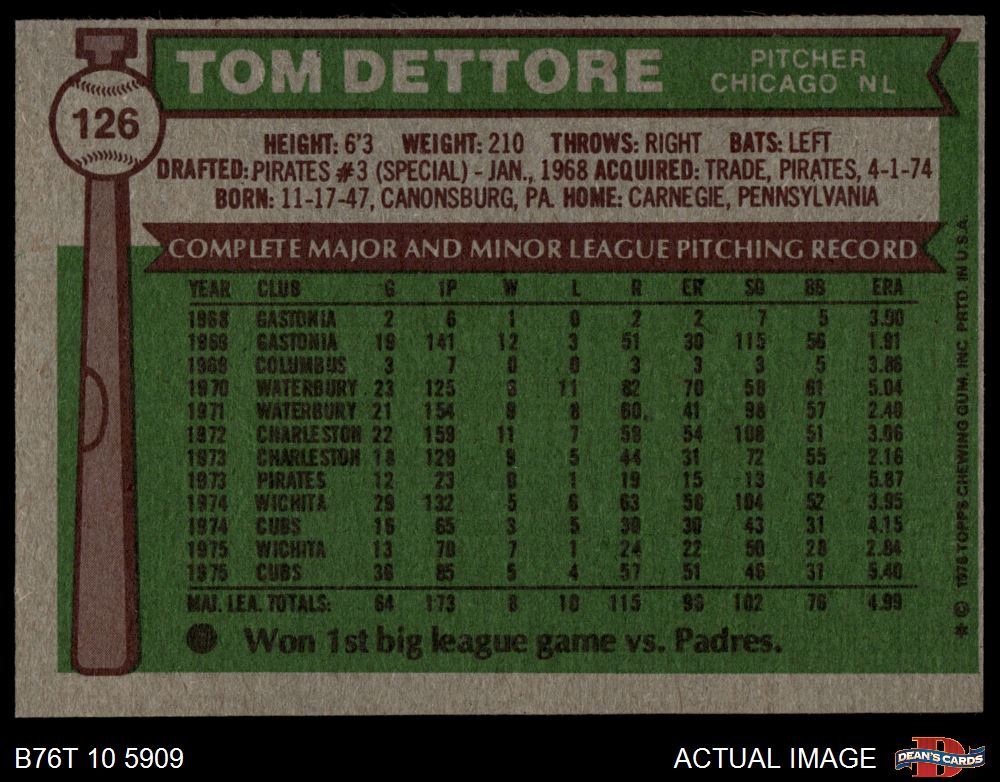 TOM DETTORE
PITCHER
CHICAGO NL
126
HEIGHT: 6'3 WEIGHT: 210 THROWS: RIGHT BATS: LEFT
DRAFTED: PIRATES #3 (SPECIAL) - JAN., 1968 ACQUIRED: TRADE, PIRATES, 4-1-74
BORN: 11-17-47, CANONSBURG, PA. HOME: CARNEGIE, PENNSYLVANIA
COMPLETE MAJOR AND MINOR LEAGUE PITCHING RECORD
YEAR CLUB G IP W L R ER SO BB ERA
1968 GASTONIA 2 6 1 0 2 2 7 5 3.00
1969 GASTONIA 19 141 12 3 51 30 115 56 1.91
1969 COLUMBUS 3 7 0 0 3 3 3 5 3.86
1970 WATERBURY 23 125 3 11 82 70 58 61 5.04
1971 WATERBURY 21 154 9 8 60 41 98 57 2.40
1972 CHARLESTON 22 159 11 7 59 54 108 51 3.06
1973 CHARLESTON 18 129 9 5 44 31 72 55 2.16
1973 PIRATES 12 23 0 1 19 15 13 14 5.87
1974 WICHITA 29 132 5 6 63 58 104 52 3.95
1974 CUBS 16 65 3 5 39 30 43 31 4.15
1975 WICHITA 13 70 7 1 24 22 50 28 2.84
1975 CUBS 36 85 5 4 57 51 46 31 5.40
MAJ. LEA. TOTALS: 64 173 8 10 115 96 102 76 4.99
Won 1st big league game vs. Padres.
* © 1976 TOPPS CHEWING GUM, INC. PRTD. IN U.S.A.
B76T 10 5909
ACTUAL IMAGE
D
DEAN'S CARDS